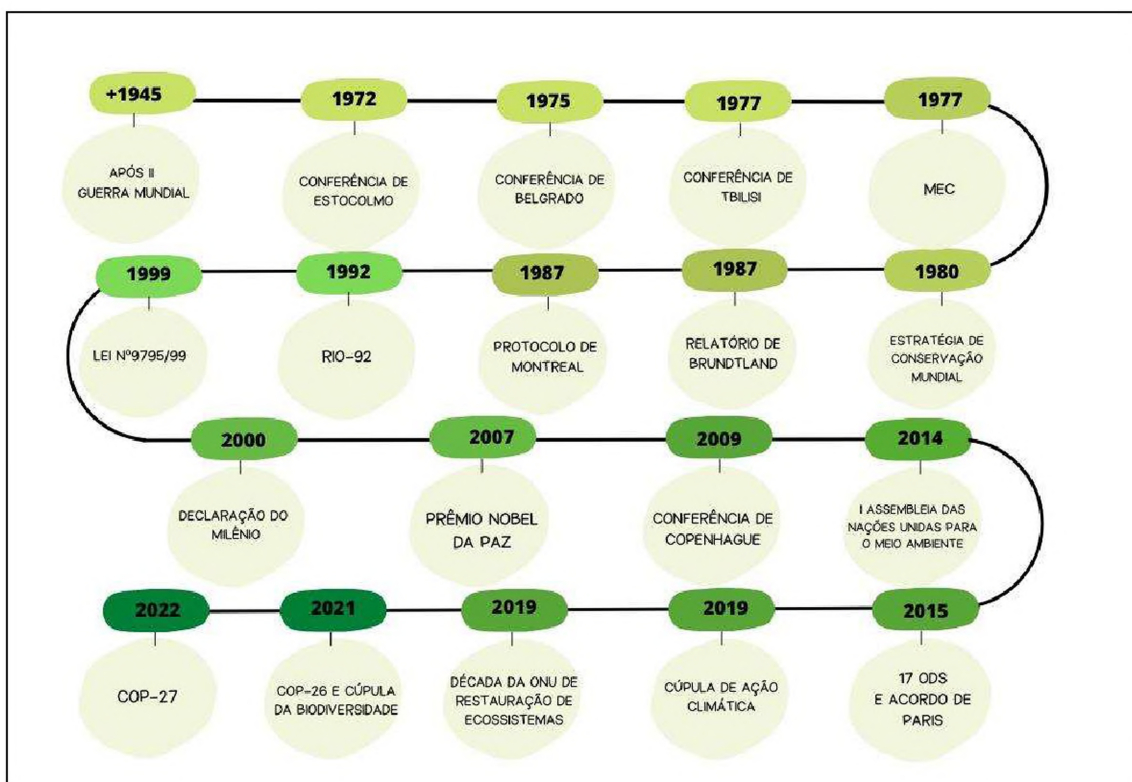 +1945
APÓS II
GUERRA MUNDIAL
1972
CONFERÊNCIA DE
ESTOCOLMO
1975
CONFERÊNCIA DE
BELGRADO
1977
CONFERÊNCIA DE
TBILISI
1977
MEC
1980
ESTRATÉGIA DE
CONSERVAÇÃO
MUNDIAL
1987
RELATÓRIO DE
BRUNDTLAND
1987
PROTOCOLO DE
MONTREAL
1992
RIO-92
1999
LEI Nº9795/99
2000
DECLARAÇÃO DO
MILÊNIO
2007
PRÊMIO NOBEL
DA PAZ
2009
CONFERÊNCIA DE
COPENHAGUE
2014
I ASSEMBLEIA DAS
NAÇÕES UNIDAS PARA
O MEIO AMBIENTE
2015
17 ODS
E ACORDO DE
PARIS
2019
CÚPULA DE AÇÃO
CLIMÁTICA
2019
DÉCADA DA ONU DE
RESTAURAÇÃO DE
ECOSSISTEMAS
2021
COP-26 E CÚPULA
DA BIODIVERSIDADE
2022
COP-27